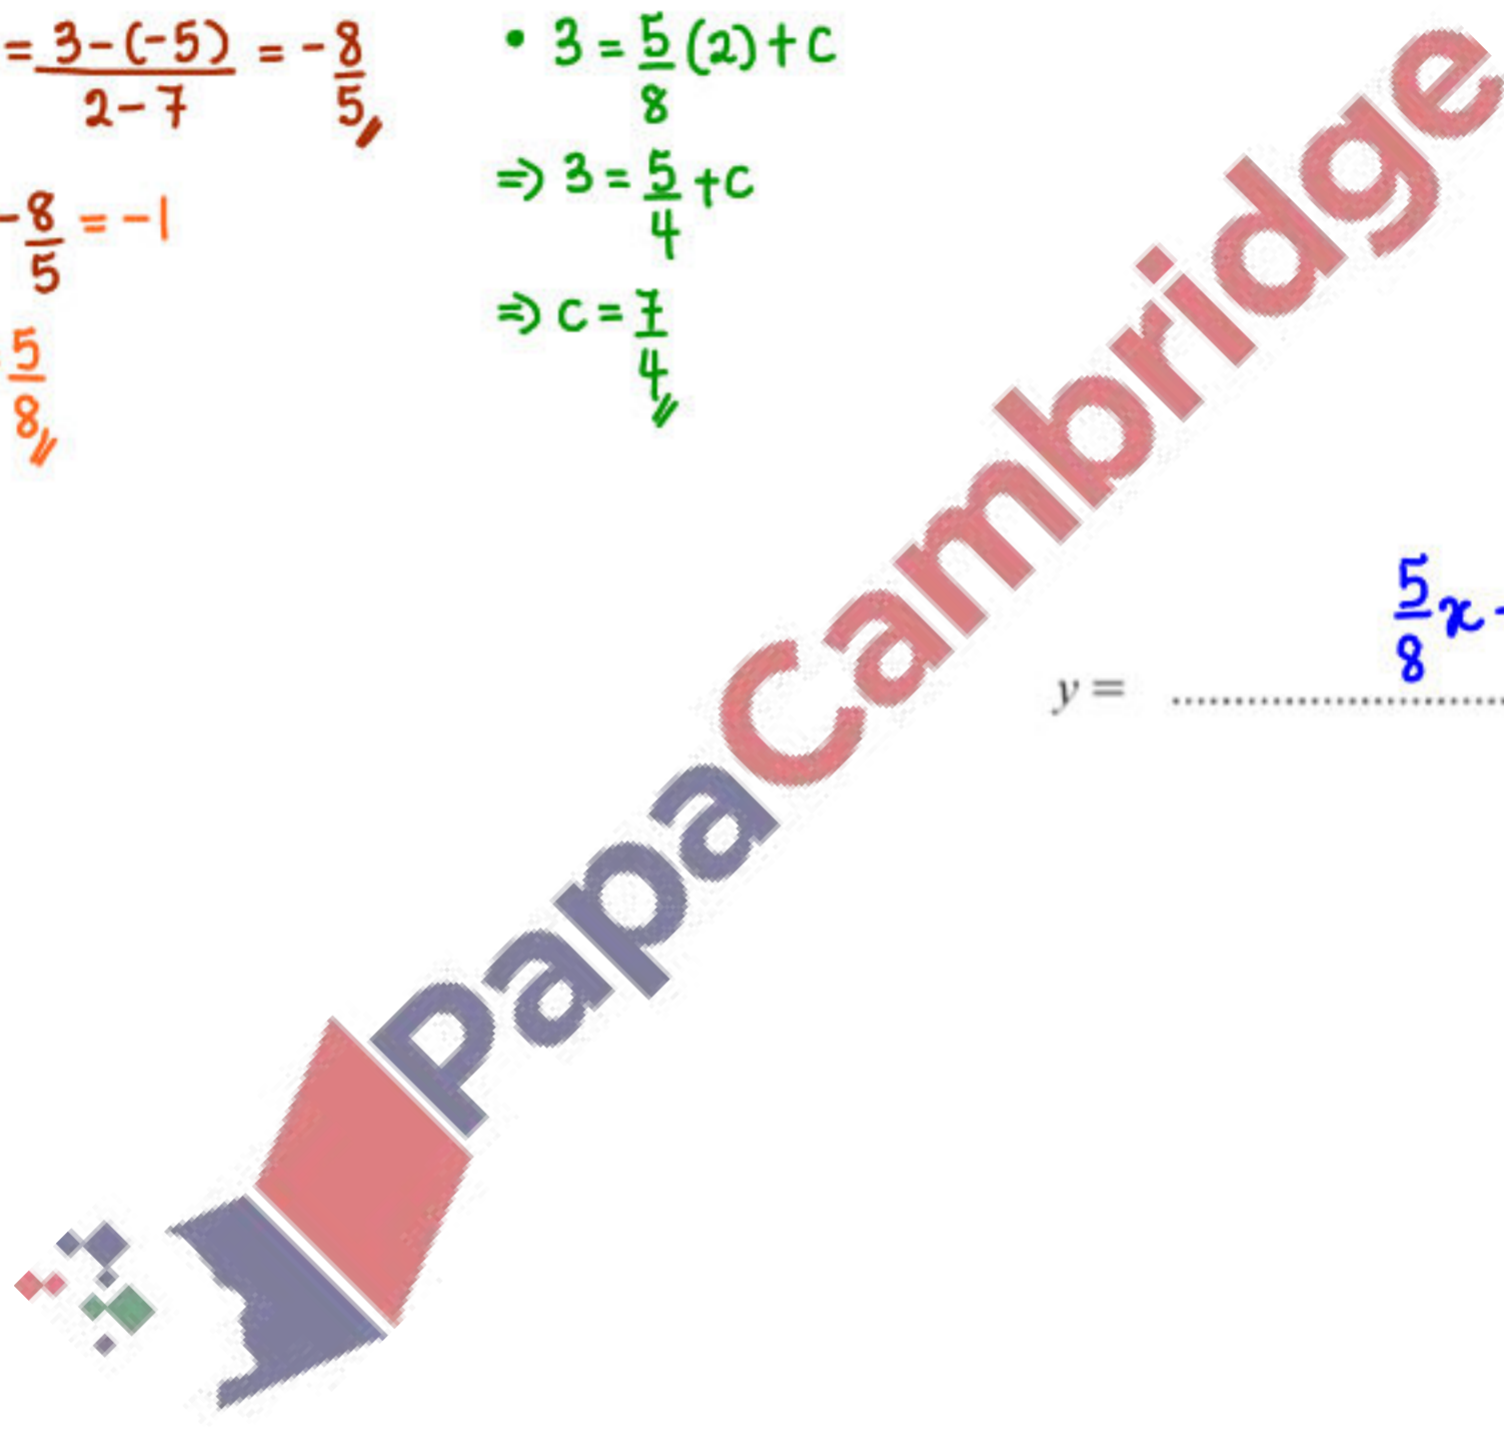 = 3-(-5) / 2-7 = -8/5
-8/5 = -1
5/8
• 3 = 5/8 (2) + c
⇒ 3 = 5/4 + c
⇒ c = 7/4
5/8 x -
y = ........................
PapaCambridge